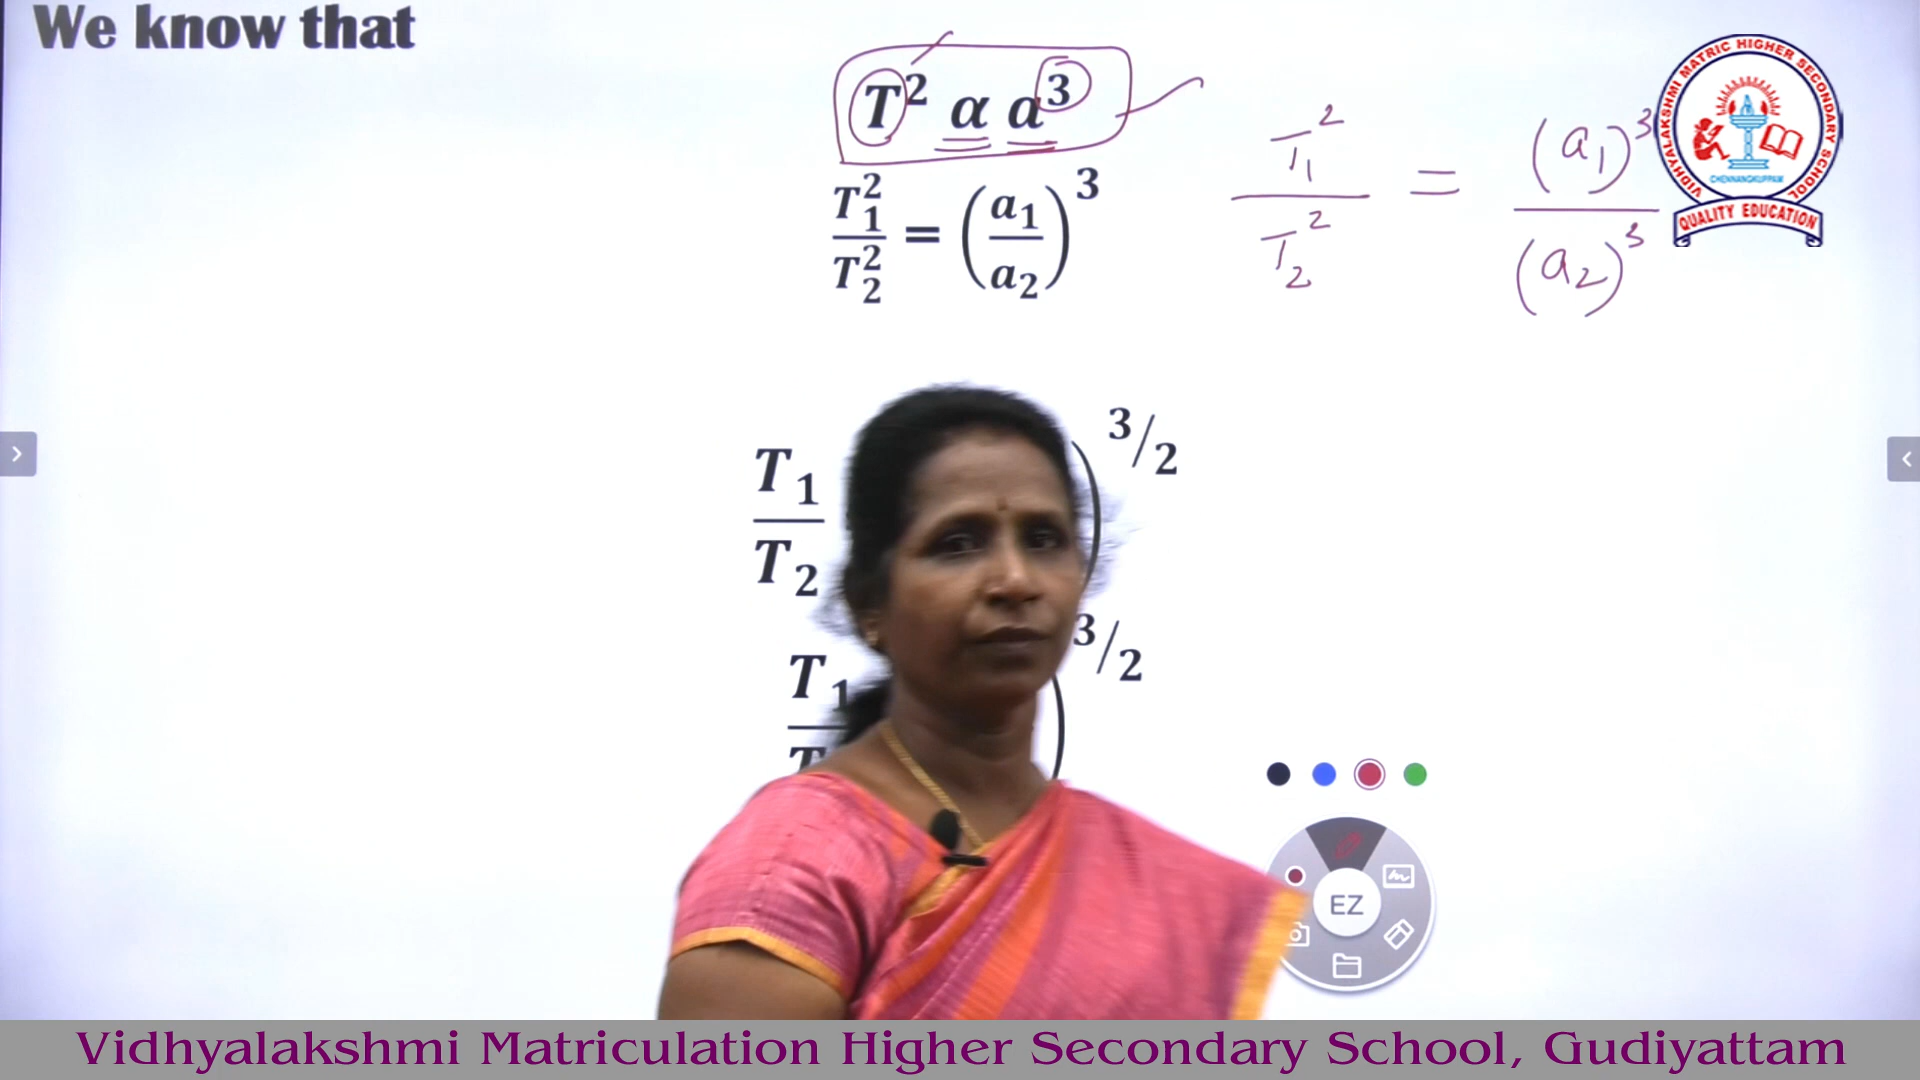 We know that
T² α a³
T₁²/T₂² = (a₁/a₂)³
T₁²/T₂² = (a₁)³/(a₂)³
VIDHYALAKSHMI MATRIC HIGHER SECONDARY SCHOOL
CHENNANGKUPPAM
QUALITY EDUCATION
T₁/T₂ )^3/2
T₁ )^3/2
EZ
Vidhyalakshmi Matriculation Higher Secondary School, Gudiyattam